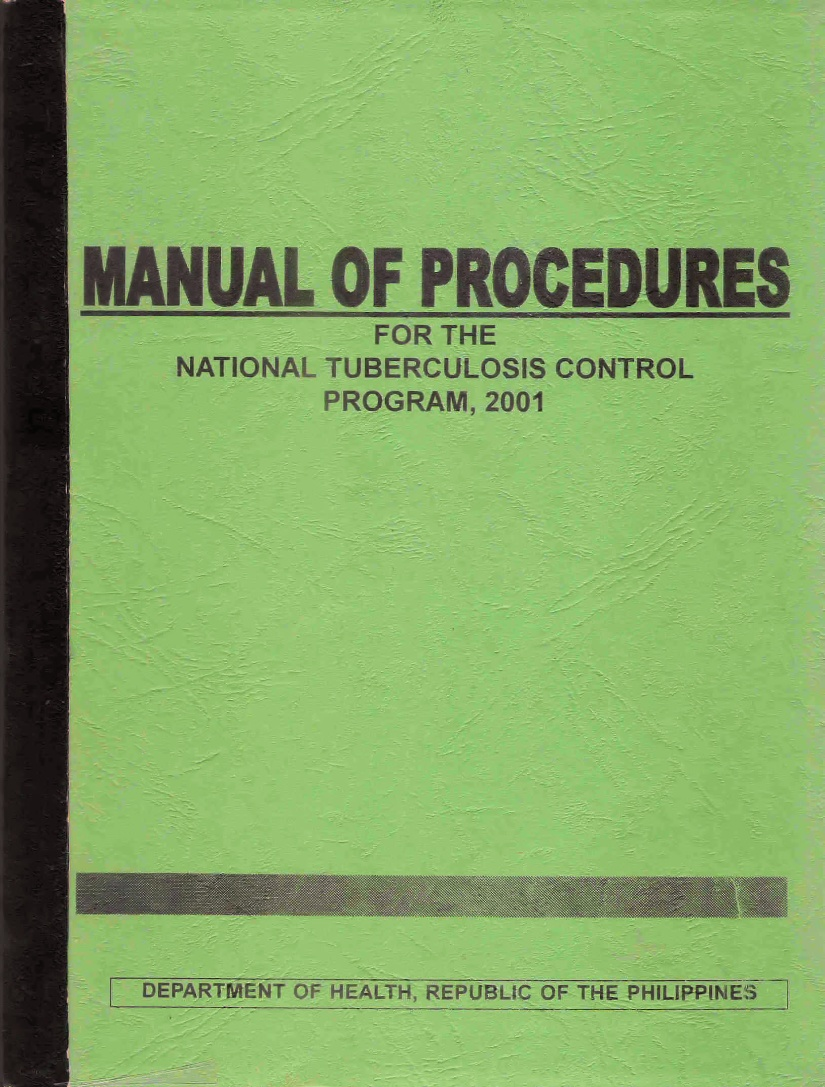 MANUAL OF PROCEDURES
FOR THE
NATIONAL TUBERCULOSIS CONTROL
PROGRAM, 2001
DEPARTMENT OF HEALTH, REPUBLIC OF THE PHILIPPINES